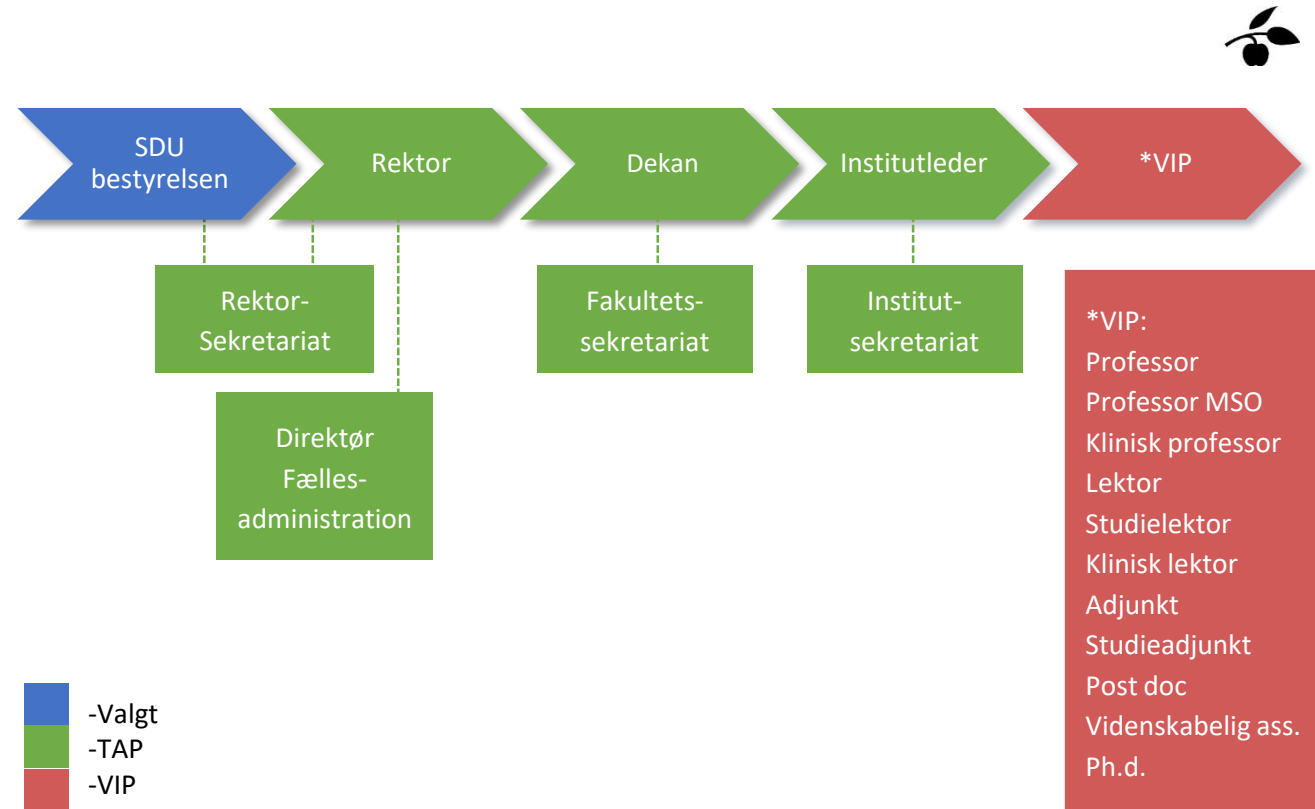 SDU
bestyrelsen
Rektor
Dekan
Institutleder
*VIP
Rektor-
Sekretariat
Fakultets-
sekretariat
Institut-
sekretariat
Direktør
Fælles-
administration
*VIP:
Professor
Professor MSO
Klinisk professor
Lektor
Studielektor
Klinisk lektor
Adjunkt
Studieadjunkt
Post doc
Videnskabelig ass.
Ph.d.
-Valgt
-TAP
-VIP